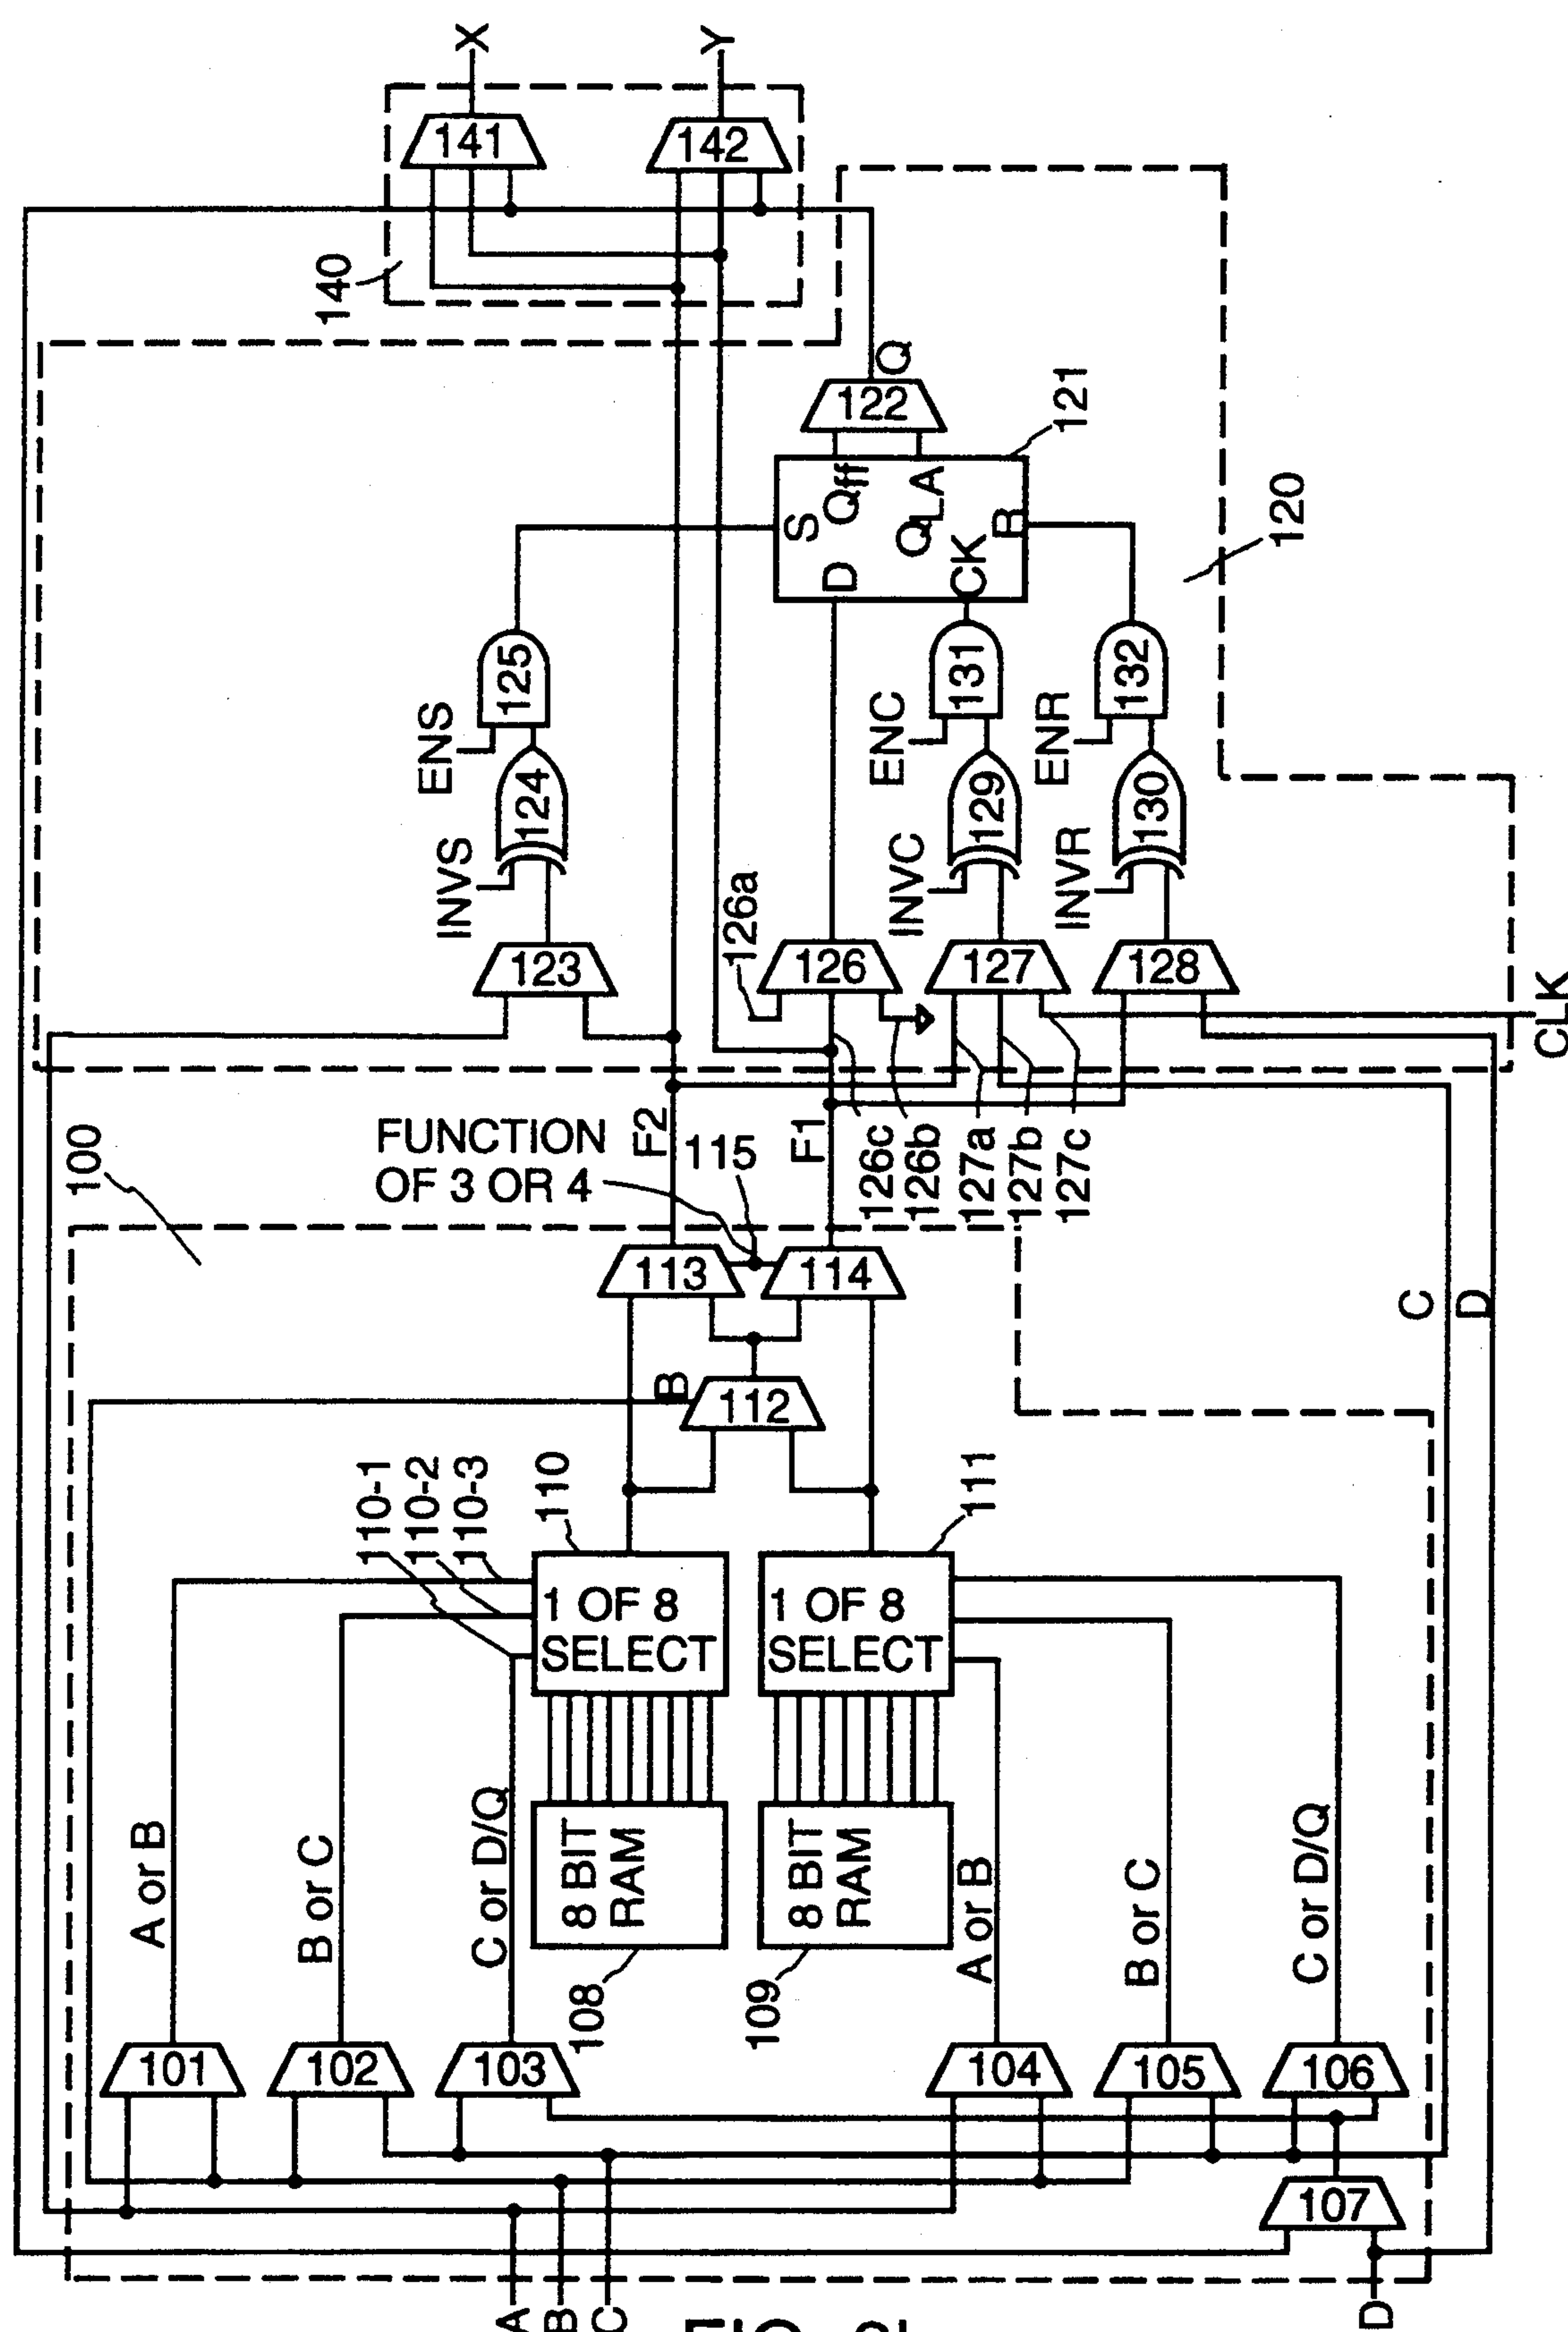 X
Y
141
142
140
Q
122
121
S
Qff
QLA
D
CK
R
120
125
131
132
ENS
ENC
ENR
124
129
130
INVS
INVC
INVR
126a
123
126
127
128
CLK
100
FUNCTION
OF 3 OR 4
F2
115
F1
126c
126b
127a
127b
127c
113
114
C
D
B
112
110-1
110-2
110-3
110
111
1 OF 8
SELECT
1 OF 8
SELECT
A or B
B or C
C or D/Q
8 BIT
RAM
8 BIT
RAM
A or B
B or C
C or D/Q
108
109
101
102
103
104
105
106
107
A
B
C
D